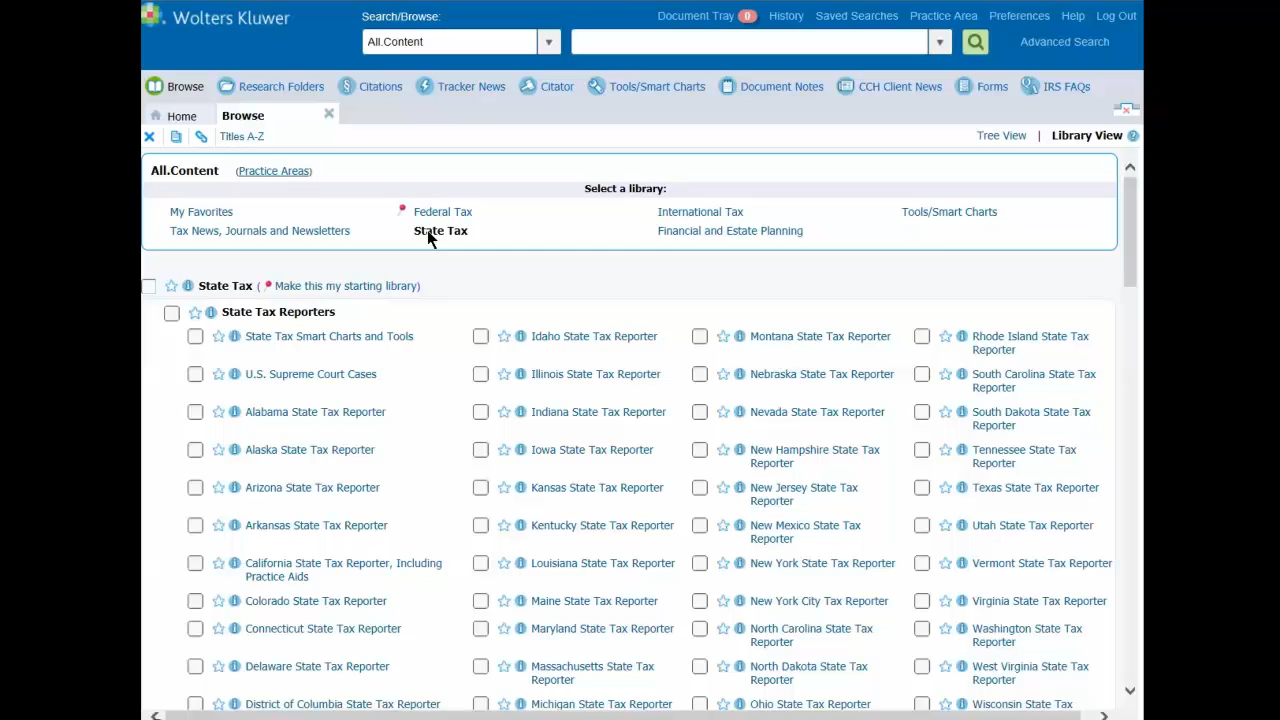 Wolters Kluwer
Search/Browse:
Document Tray 0 History Saved Searches Practice Area Preferences Help Log Out
All.Content
Advanced Search
Browse Research Folders Citations Tracker News Citator Tools/Smart Charts Document Notes CCH Client News Forms IRS FAQs
Home Browse
Titles A-Z
Tree View | Library View
All.Content (Practice Areas)
Select a library:
My Favorites Federal Tax International Tax Tools/Smart Charts
Tax News, Journals and Newsletters State Tax Financial and Estate Planning
State Tax ( Make this my starting library)
State Tax Reporters
State Tax Smart Charts and Tools
U.S. Supreme Court Cases
Alabama State Tax Reporter
Alaska State Tax Reporter
Arizona State Tax Reporter
Arkansas State Tax Reporter
California State Tax Reporter, Including
Practice Aids
Colorado State Tax Reporter
Connecticut State Tax Reporter
Delaware State Tax Reporter
District of Columbia State Tax Reporter
Idaho State Tax Reporter
Illinois State Tax Reporter
Indiana State Tax Reporter
Iowa State Tax Reporter
Kansas State Tax Reporter
Kentucky State Tax Reporter
Louisiana State Tax Reporter
Maine State Tax Reporter
Maryland State Tax Reporter
Massachusetts State Tax
Reporter
Michigan State Tax Reporter
Montana State Tax Reporter
Nebraska State Tax Reporter
Nevada State Tax Reporter
New Hampshire State Tax
Reporter
New Jersey State Tax
Reporter
New Mexico State Tax
Reporter
New York State Tax Reporter
New York City Tax Reporter
North Carolina State Tax
Reporter
North Dakota State Tax
Reporter
Ohio State Tax Reporter
Rhode Island State Tax
Reporter
South Carolina State Tax
Reporter
South Dakota State Tax
Reporter
Tennessee State Tax
Reporter
Texas State Tax Reporter
Utah State Tax Reporter
Vermont State Tax Reporter
Virginia State Tax Reporter
Washington State Tax
Reporter
West Virginia State Tax
Reporter
Wisconsin State Tax